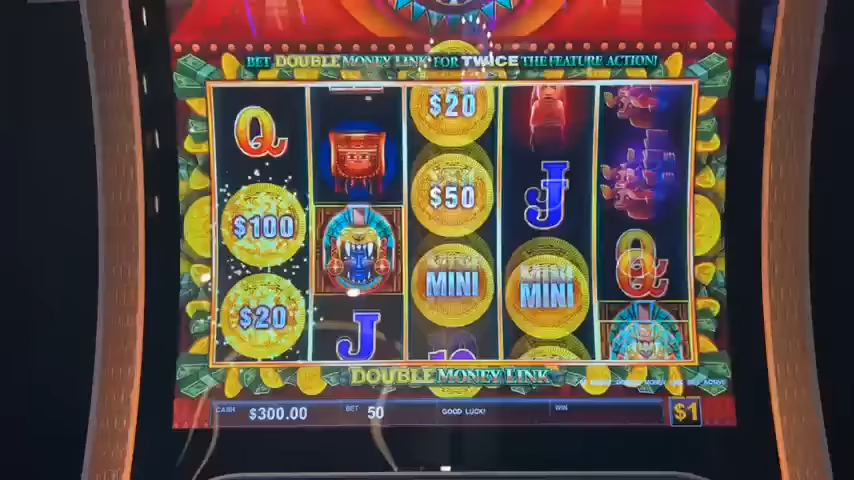 BET DOUBLE MONEY LINK FOR TWICE THE FEATURE ACTION!
$20
Q
$50
J
$100
Q
MINI
MINI
$20
J
10
DOUBLE MONEY LINK
CASH $300.00 BET 50 GOOD LUCK! WIN $1